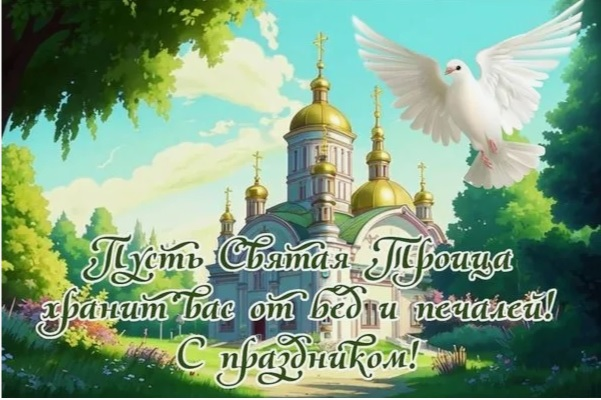 Пусть Святая Троица
хранит вас от бед и печалей!
С праздником!